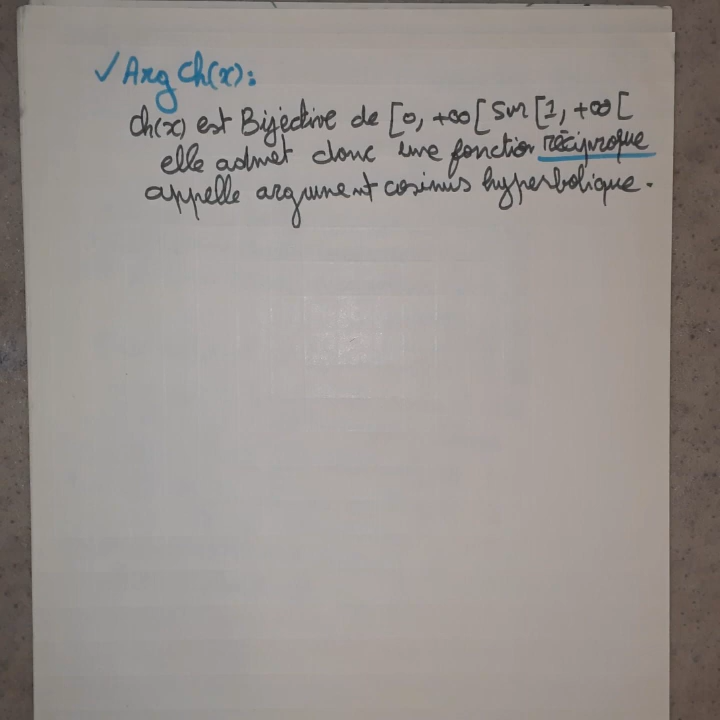 ✓ Arg ch(x):
ch(x) est Bijective de [0, +∞[ sur [1, +∞[
elle admet donc une fonction réciproque
appelle argument cosinus hyperbolique.